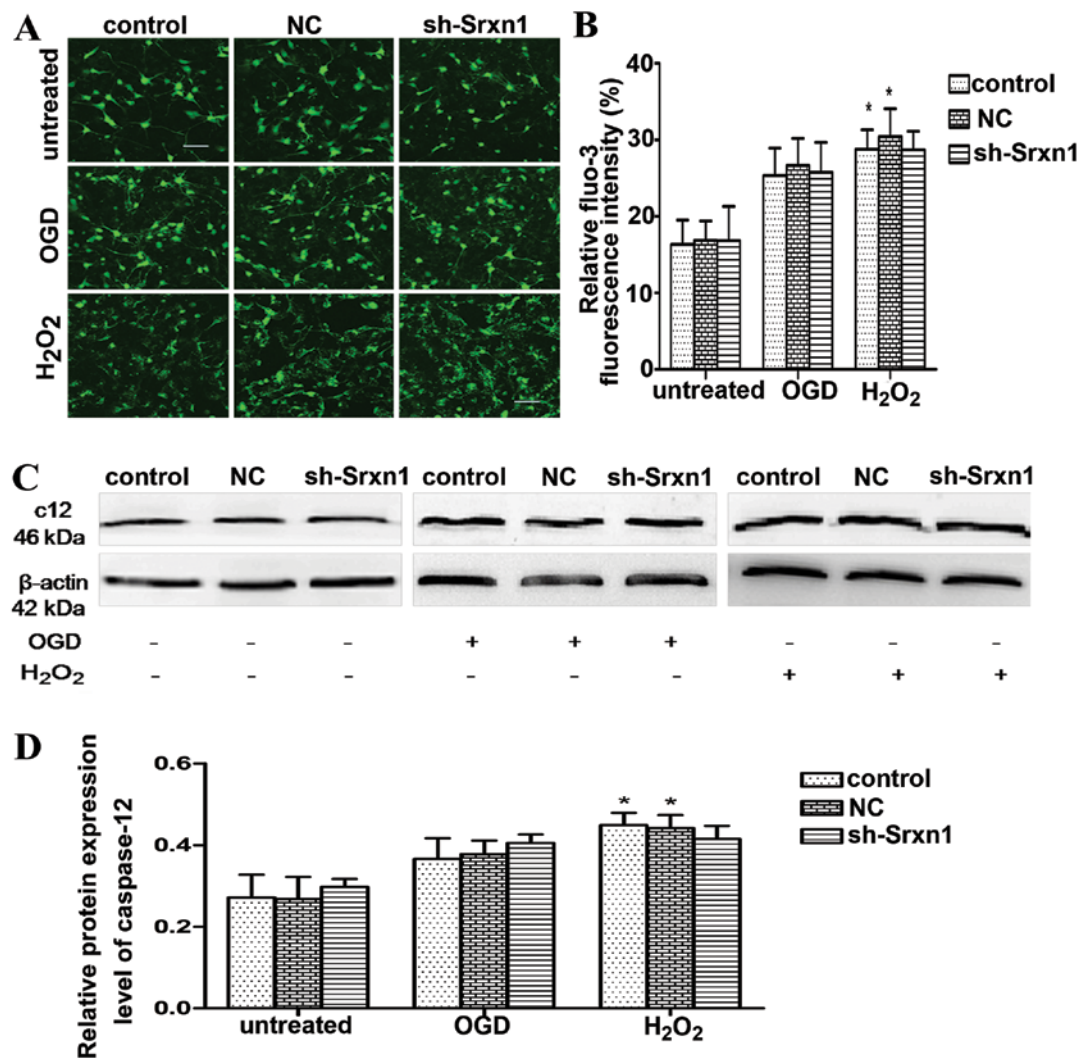 A
control NC sh-Srxn1
untreated
OGD
H₂O₂
B
Relative fluo-3
fluorescence intensity (%)
40
30
20
10
0
* *
untreated OGD H₂O₂
control
NC
sh-Srxn1
C
control NC sh-Srxn1 control NC sh-Srxn1 control NC sh-Srxn1
c12
46 kDa
β-actin
42 kDa
OGD - - - + + + - - -
H₂O₂ - - - - - - + + +
D
Relative protein expression
level of caspase-12
0.6
0.4
0.2
0.0
* *
untreated OGD H₂O₂
control
NC
sh-Srxn1